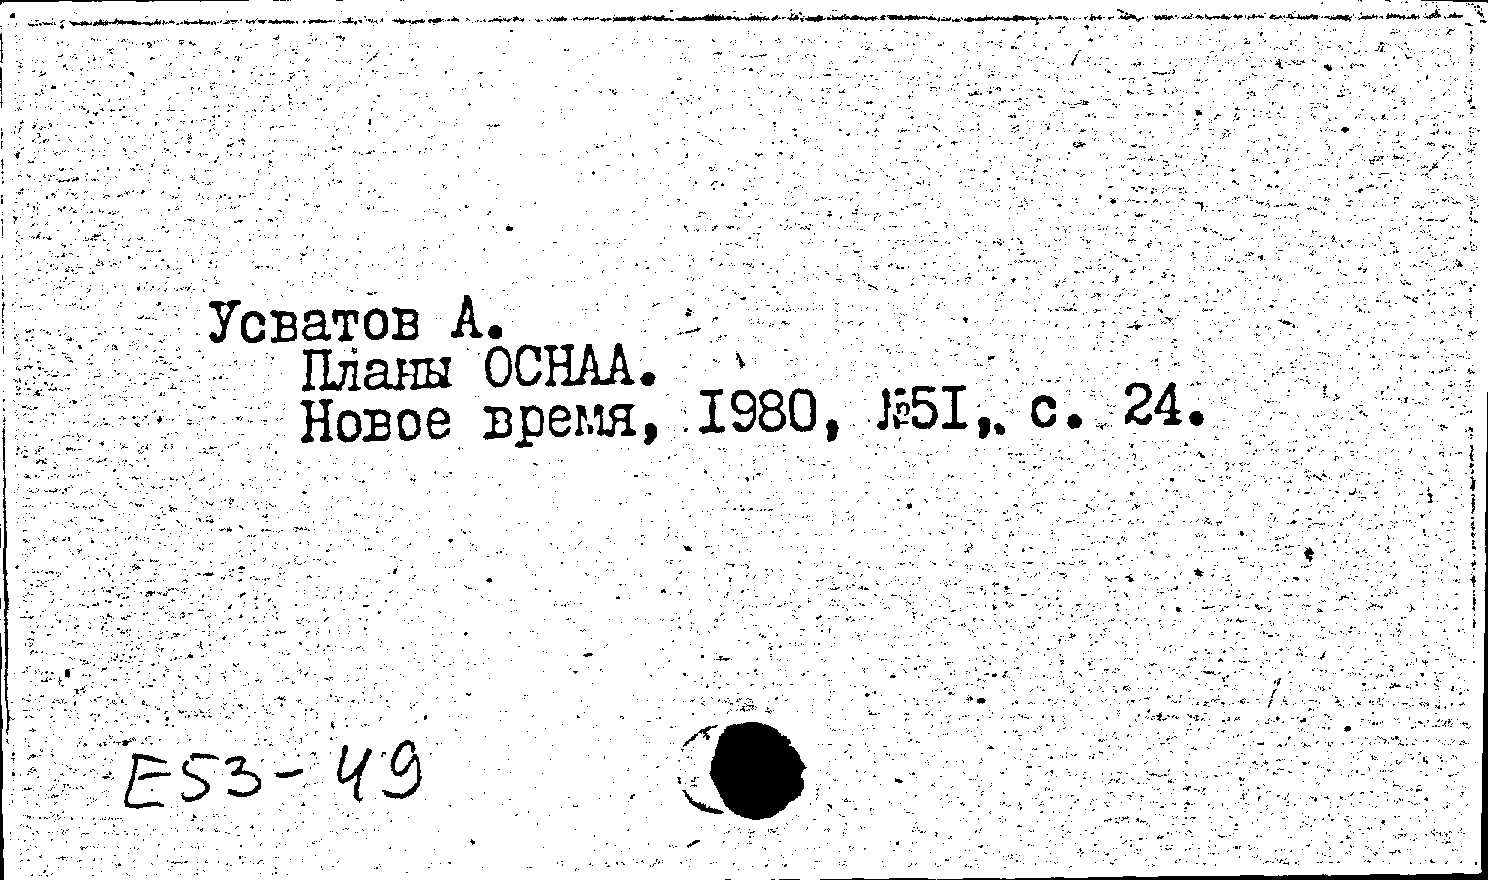 Усватов А.
Планы ОСНАА.
Новое время, 1980, №51, с. 24.
Е53-49